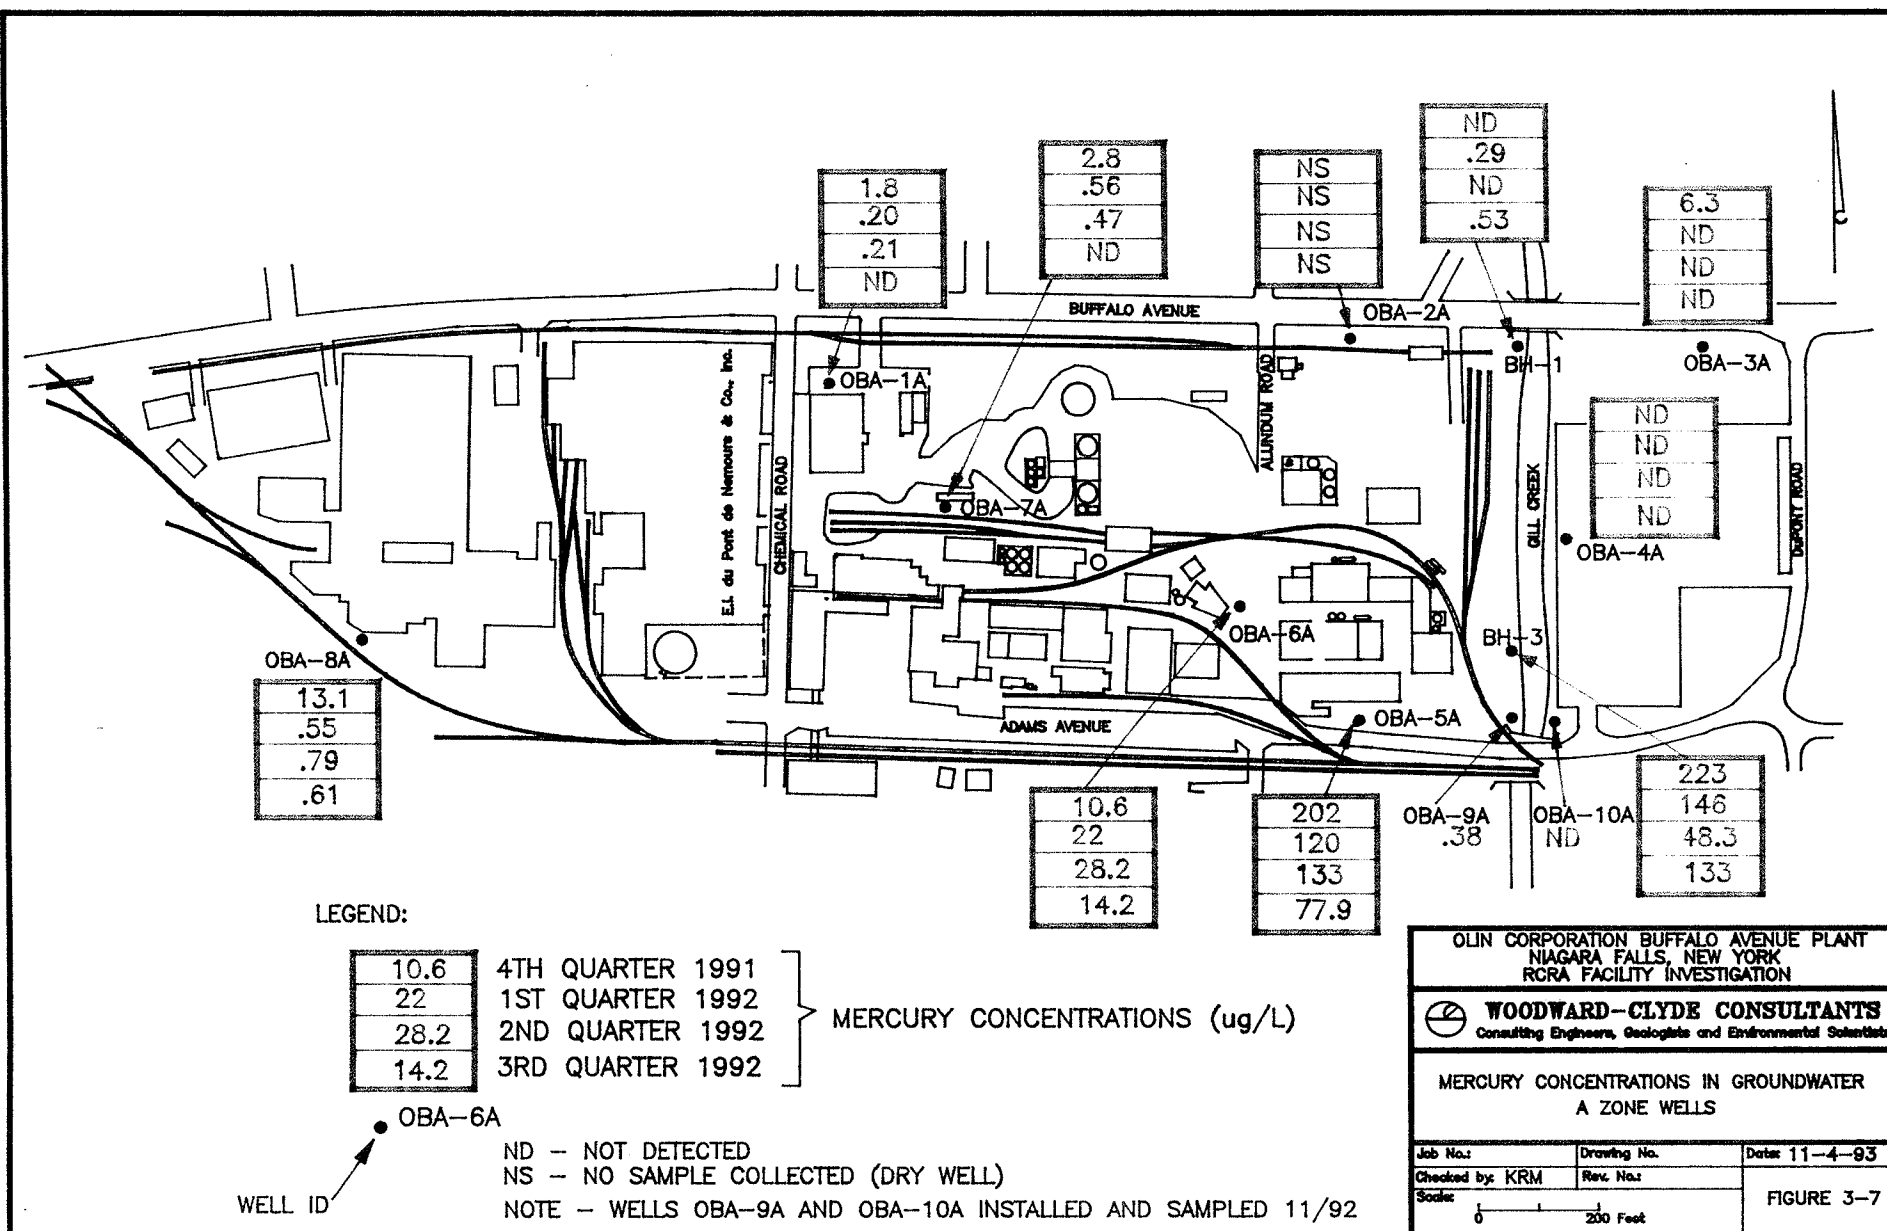 ND
.29
ND
.53
2.8
.56
.47
ND
NS
NS
NS
NS
1.8
.20
.21
ND
6.3
ND
ND
ND
BUFFALO AVENUE
OBA-2A
BH-1
OBA-3A
OBA-1A
E.I. du Pont de Nemours & Co., Inc.
CHEMICAL ROAD
ALUNDUM ROAD
GILL CREEK
DuPONT ROAD
ND
ND
ND
ND
OBA-7A
OBA-4A
OBA-6A
BH-3
OBA-8A
13.1
.55
.79
.61
ADAMS AVENUE
OBA-5A
10.6
22
28.2
14.2
202
120
133
77.9
OBA-9A
.38
OBA-10A
ND
223
146
48.3
133
LEGEND:
10.6 4TH QUARTER 1991
22 1ST QUARTER 1992
28.2 2ND QUARTER 1992
14.2 3RD QUARTER 1992
MERCURY CONCENTRATIONS (ug/L)
OBA-6A
WELL ID
ND - NOT DETECTED
NS - NO SAMPLE COLLECTED (DRY WELL)
NOTE - WELLS OBA-9A AND OBA-10A INSTALLED AND SAMPLED 11/92
OLIN CORPORATION BUFFALO AVENUE PLANT
NIAGARA FALLS, NEW YORK
RCRA FACILITY INVESTIGATION
WOODWARD-CLYDE CONSULTANTS
Consulting Engineers, Geologists and Environmental Scientists
MERCURY CONCENTRATIONS IN GROUNDWATER
A ZONE WELLS
Job No.: Drawing No. Date: 11-4-93
Checked by: KRM Rev. No.:
Scale:
0 200 Feet
FIGURE 3-7